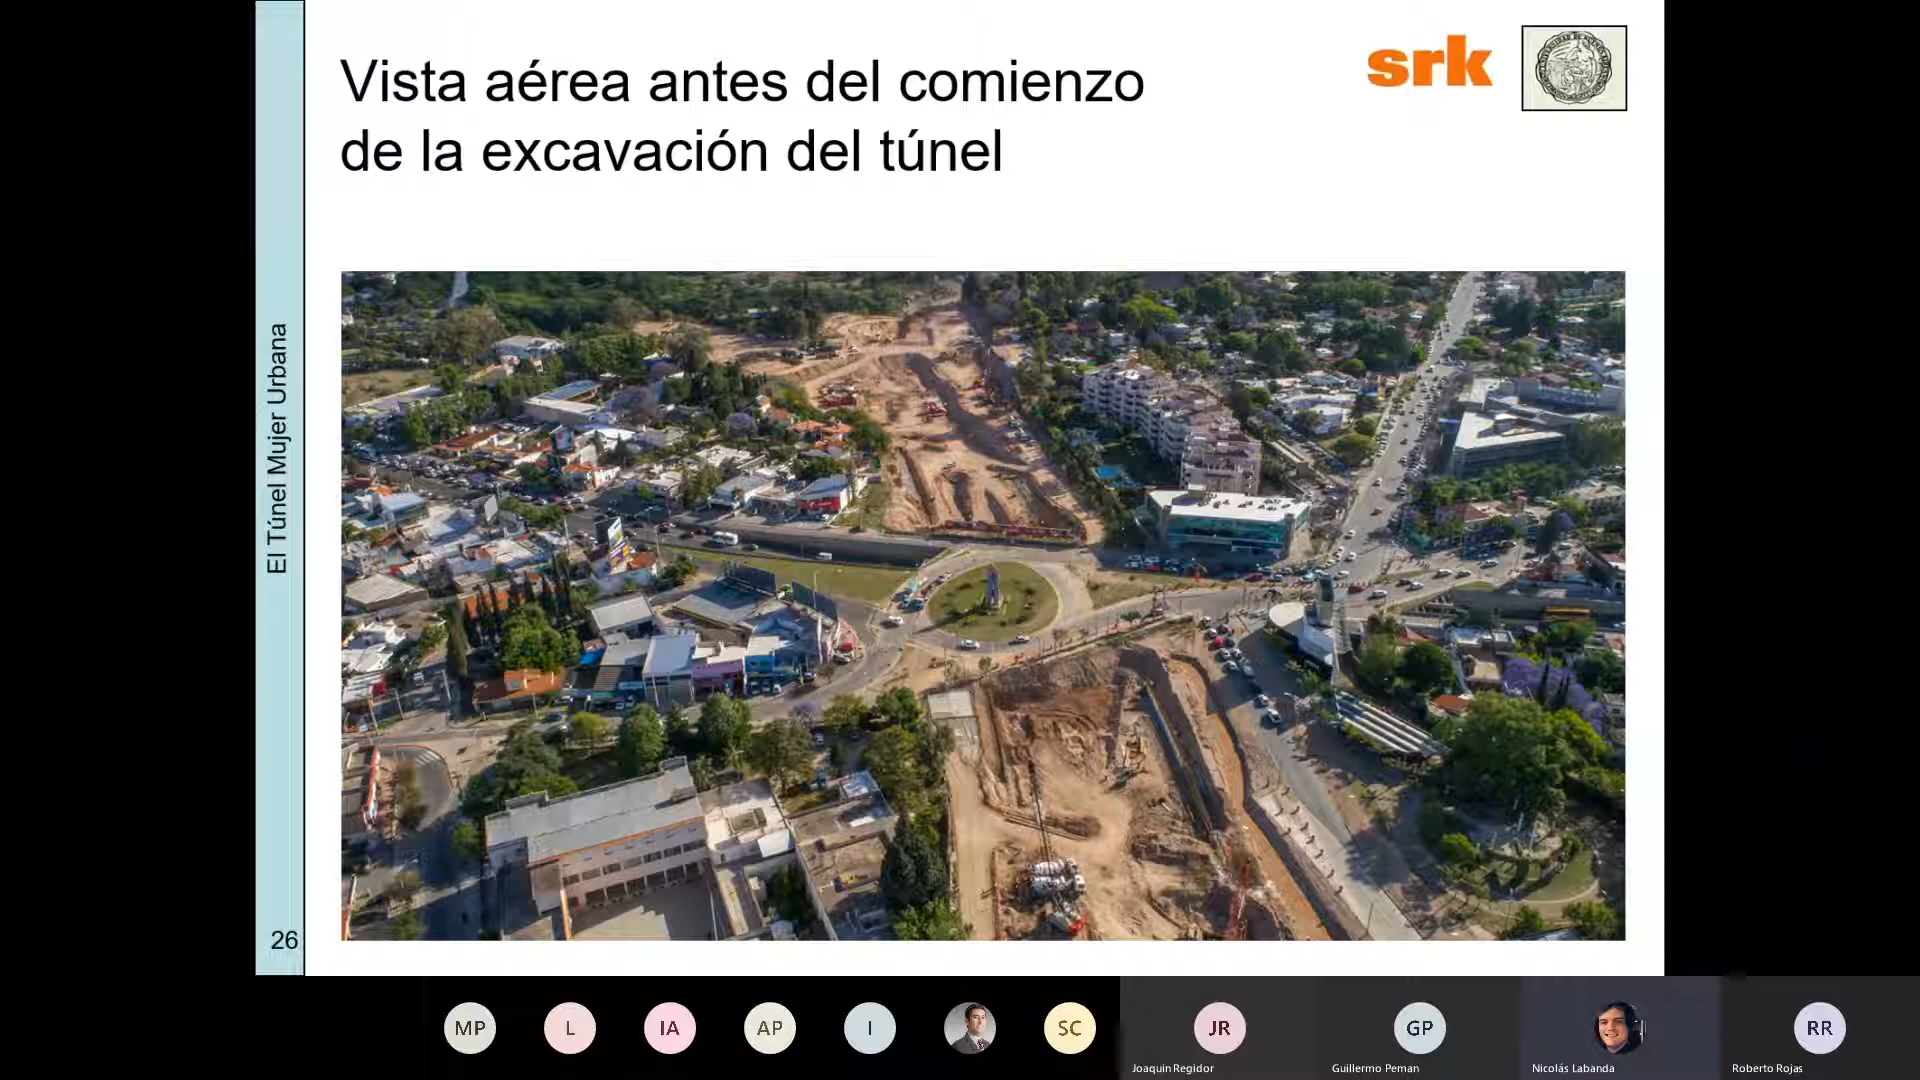 Vista aérea antes del comienzo
de la excavación del túnel
srk
El Túnel Mujer Urbana
26
MP
L
IA
AP
I
SC
JR
GP
RR
Joaquin Regidor
Guillermo Peman
Nicolás Labanda
Roberto Rojas